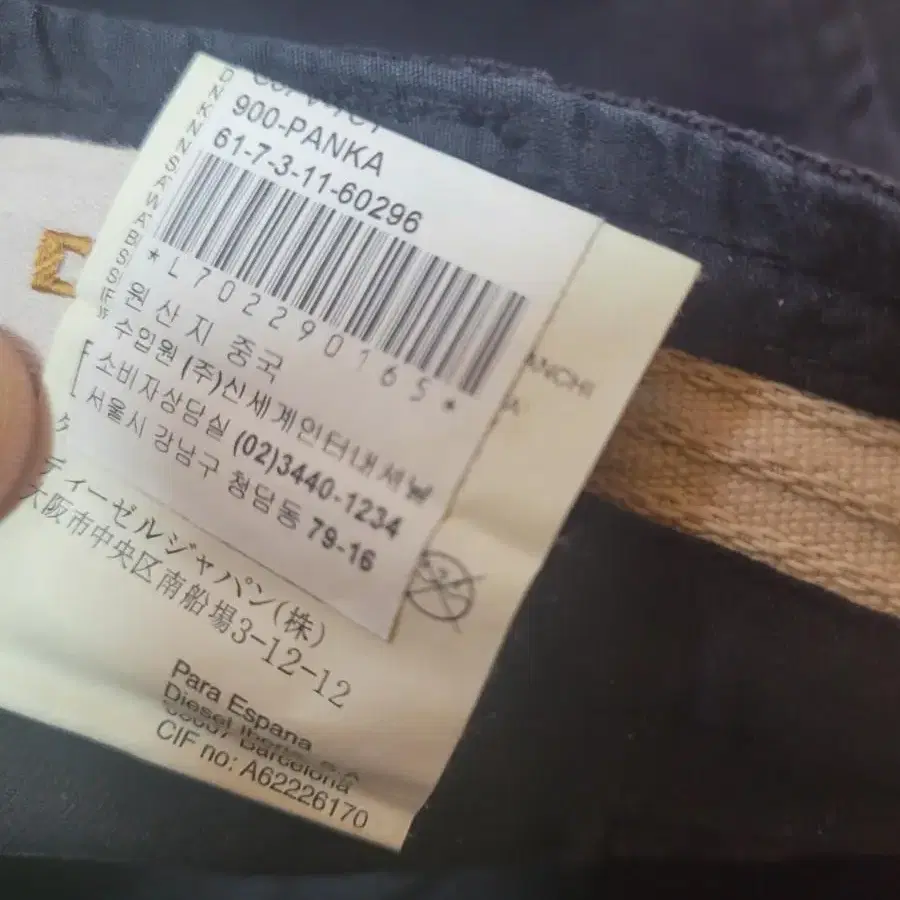 900-PANKA
61-7-3-11-60296
*L7022290165*
원산지 중국
수입원 (주)신세계인터내셔날
소비자상담실 (02)3440-1234
서울시 강남구 청담동 79-16
ANCHI
ディーゼルジャパン(株)
大阪市中央区南船場3-12-12
Para Espana
Diesel
Barcelona
CIF no: A62226170